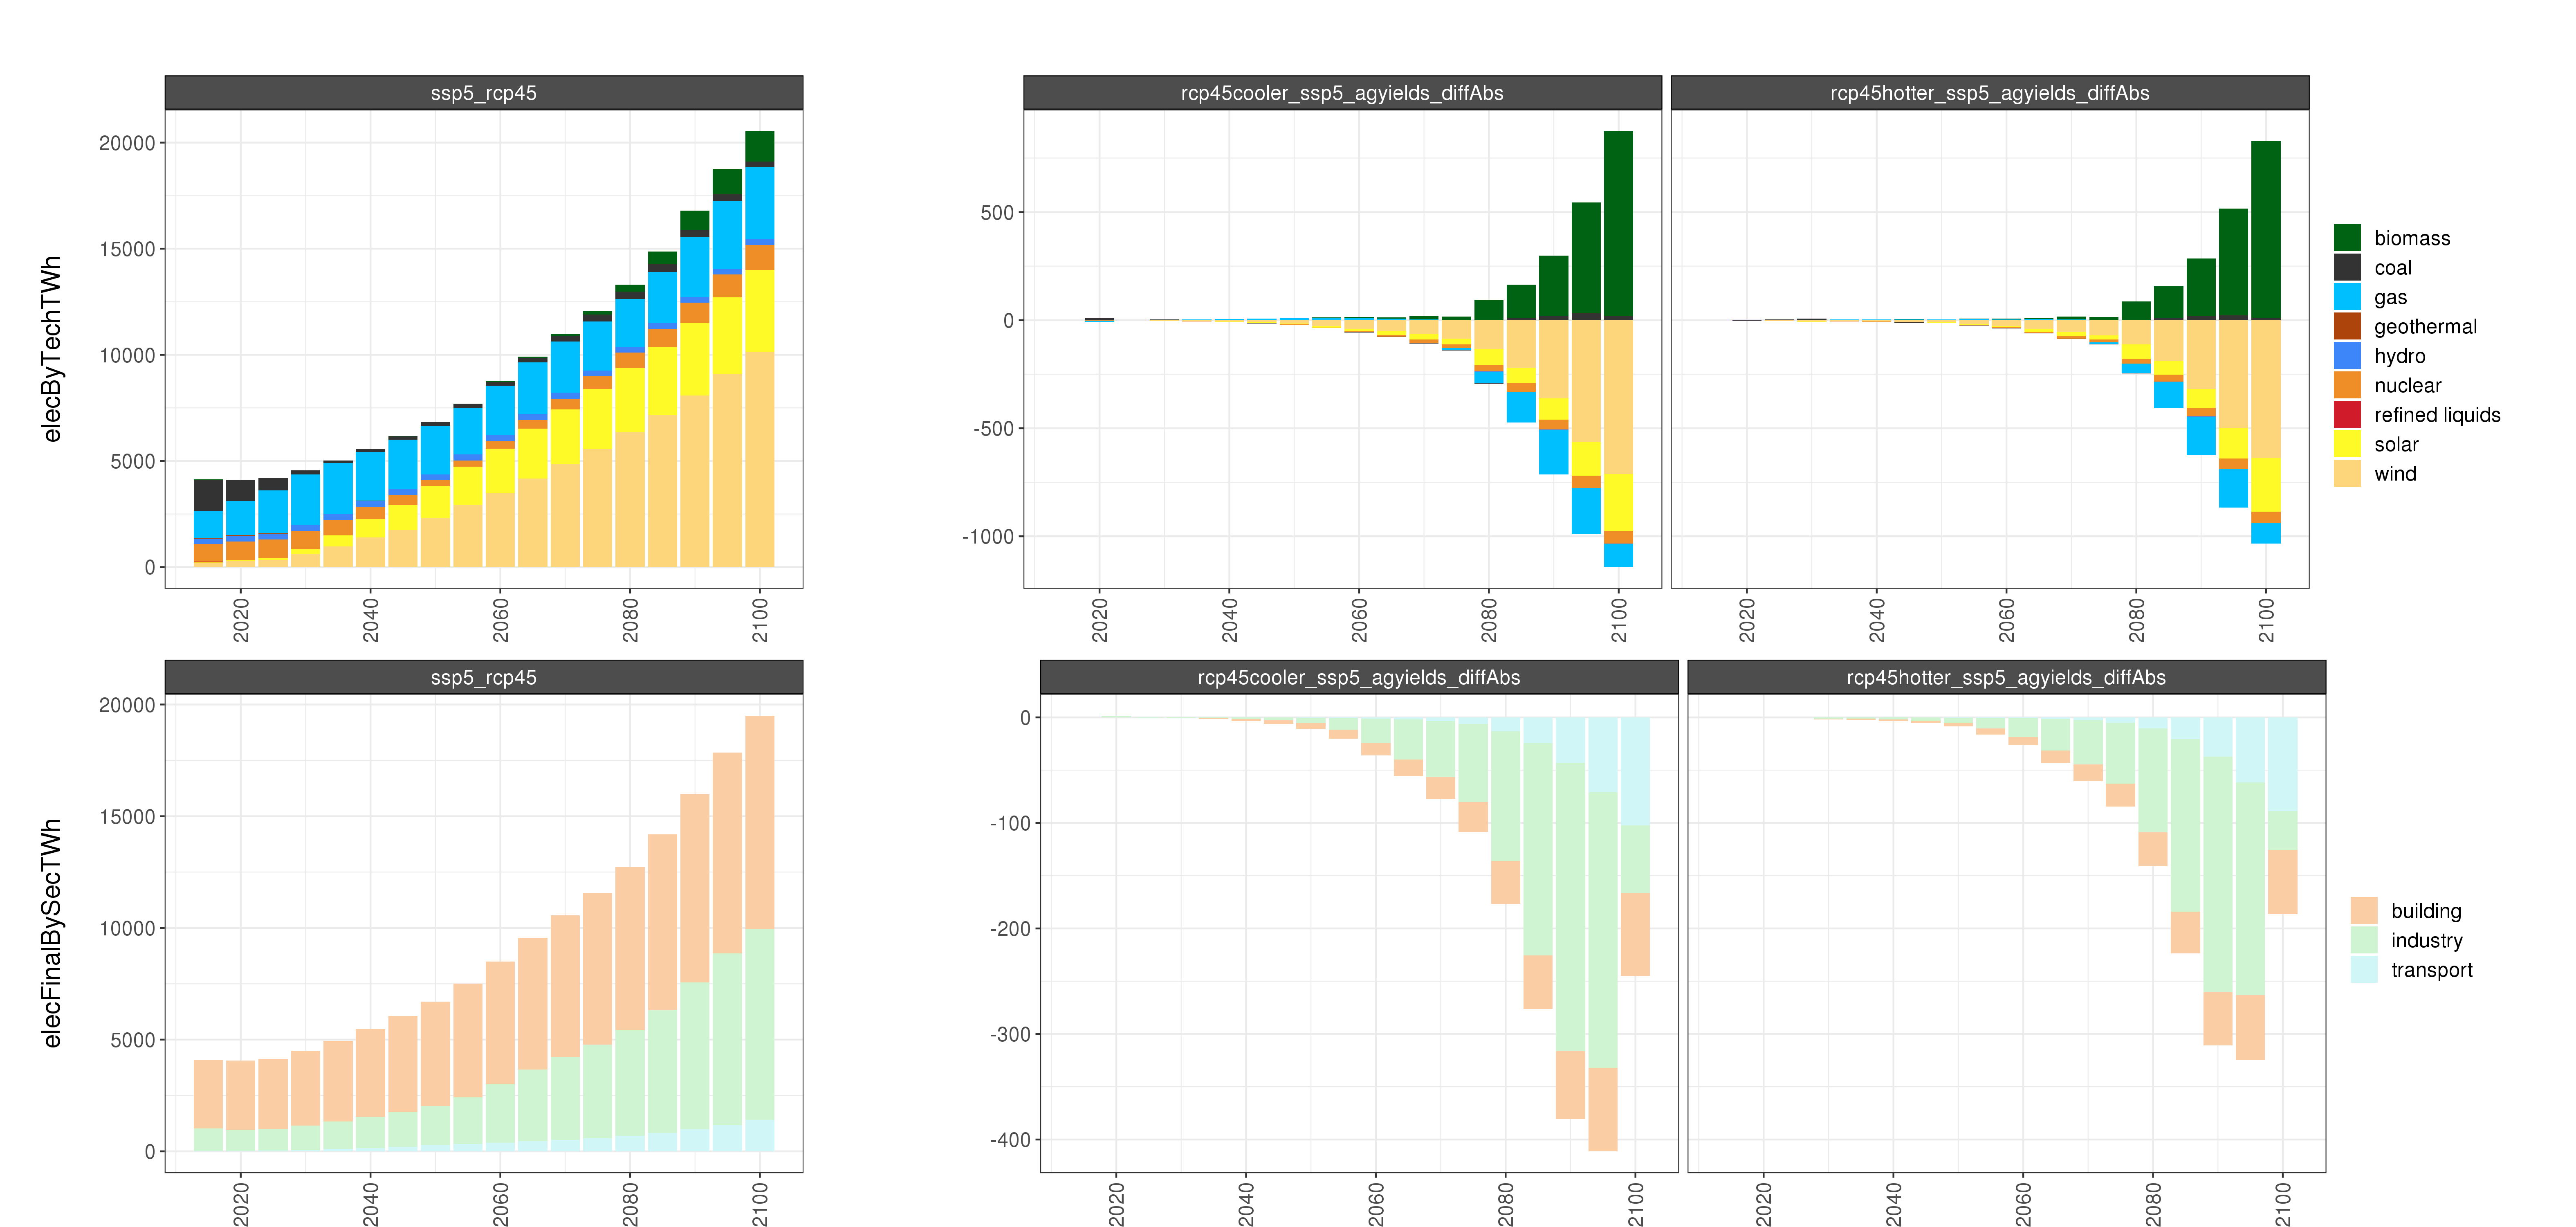 ssp5_rcp45
rcp45cooler_ssp5_agyields_diffAbs
rcp45hotter_ssp5_agyields_diffAbs
elecByTechTWh
20000
15000
10000
5000
0
2020
2040
2060
2080
2100
500
0
-500
-1000
2020
2040
2060
2080
2100
2020
2040
2060
2080
2100
biomass
coal
gas
geothermal
hydro
nuclear
refined liquids
solar
wind
ssp5_rcp45
rcp45cooler_ssp5_agyields_diffAbs
rcp45hotter_ssp5_agyields_diffAbs
elecFinalBySecTWh
20000
15000
10000
5000
0
2020
2040
2060
2080
2100
0
-100
-200
-300
-400
2020
2040
2060
2080
2100
2020
2040
2060
2080
2100
building
industry
transport